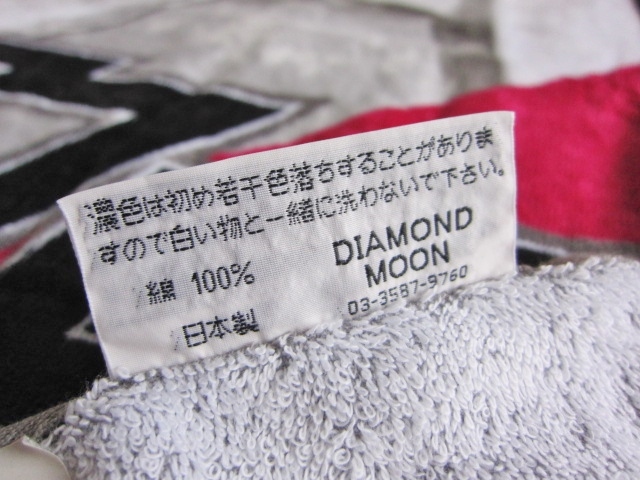 濃色は初め若干色落ちすることがありま
すので白い物と一緒に洗わないで下さい。
綿 100%
日本製
DIAMOND
MOON
03-3587-9760